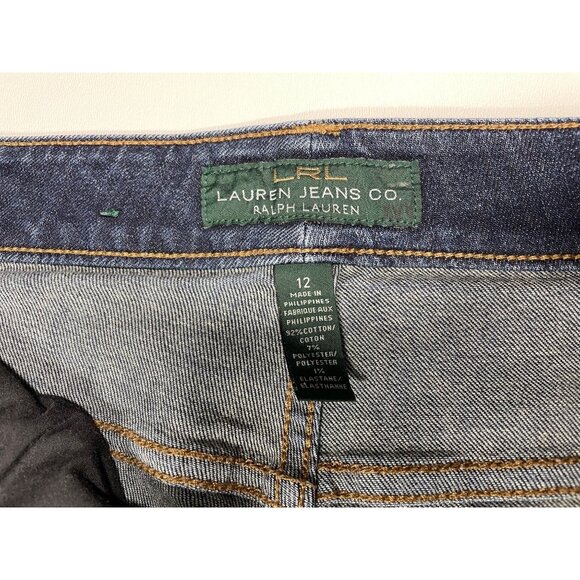 LRL
LAUREN JEANS CO.
RALPH LAUREN
12
MADE IN
PHILIPPINES
FABRIQUE AUX
PHILIPPINES
92% COTTON/
COTON
7%
POLYESTER/
POLYESTER
1%
ELASTANE/
ELASTHANNE